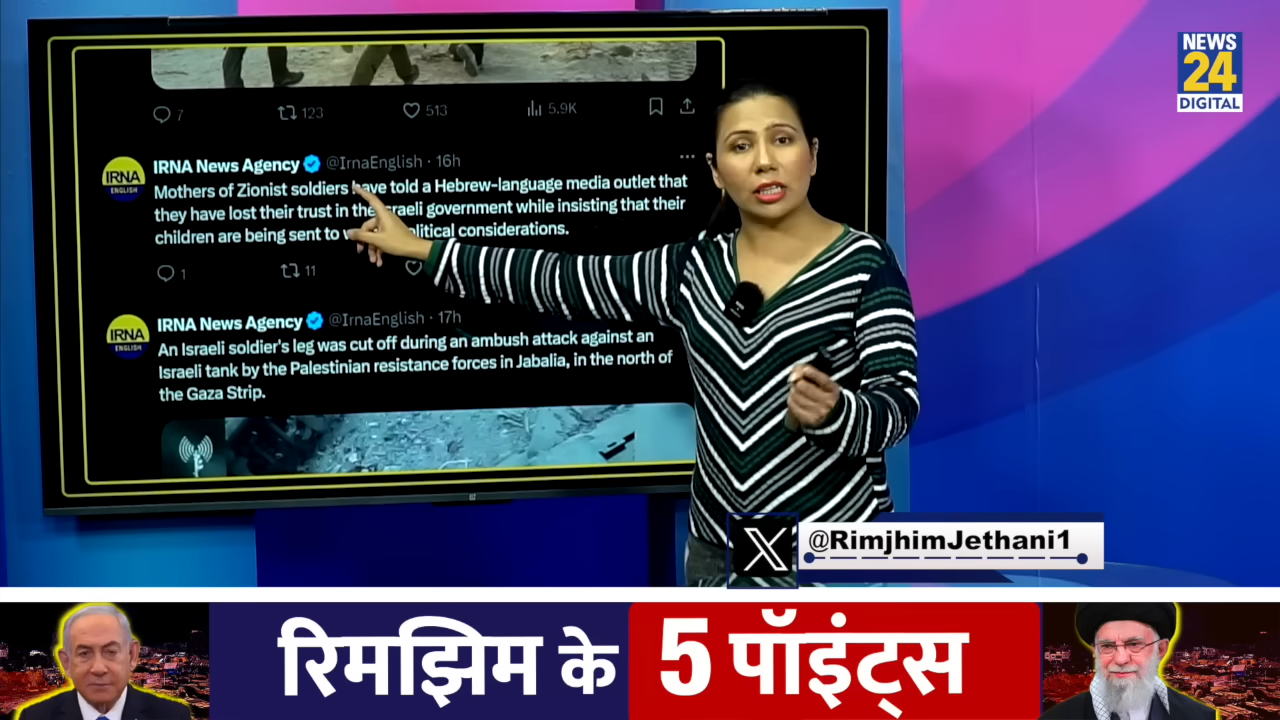 NEWS
24
DIGITAL
7 123 513 5.9K
IRNA
ENGLISH
IRNA News Agency @IrnaEnglish · 16h
Mothers of Zionist soldiers have told a Hebrew-language media outlet that
they have lost their trust in the Israeli government while insisting that their
children are being sent to political considerations.
1 11
IRNA
ENGLISH
IRNA News Agency @IrnaEnglish · 17h
An Israeli soldier's leg was cut off during an ambush attack against an
Israeli tank by the Palestinian resistance forces in Jabalia, in the north of
the Gaza Strip.
X @RimjhimJethani1
रिमझिम के 5 पॉइंट्स